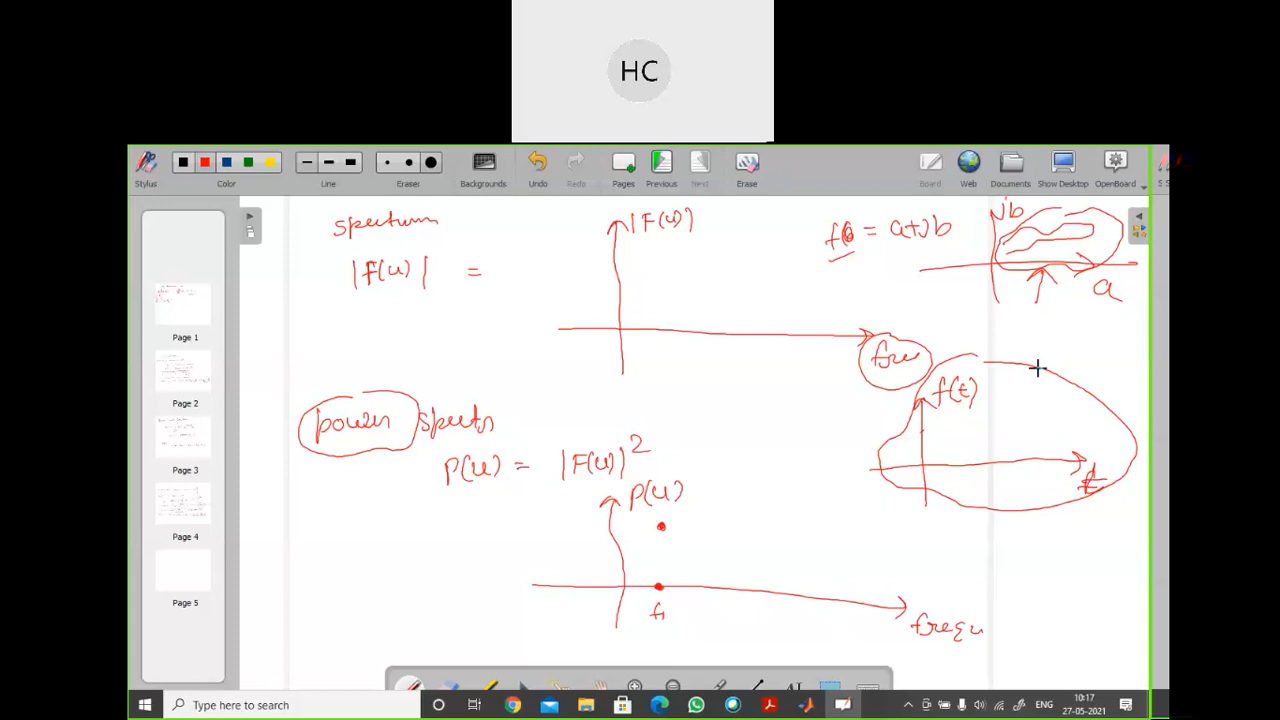 HC
Stylus Color Line Eraser Backgrounds Undo Redo Pages Previous Next Erase Board Web Documents Show Desktop OpenBoard
Page 1
Page 2
Page 3
Page 4
Page 5
spectrum
|F(u)| =
|F(u)|
= a+jb
jb
a
fre
f(t)
t
power spectr
P(u) = |F(u)|²
P(u)
f1
frequ
Type here to search
ENG
10:17
27-05-2021